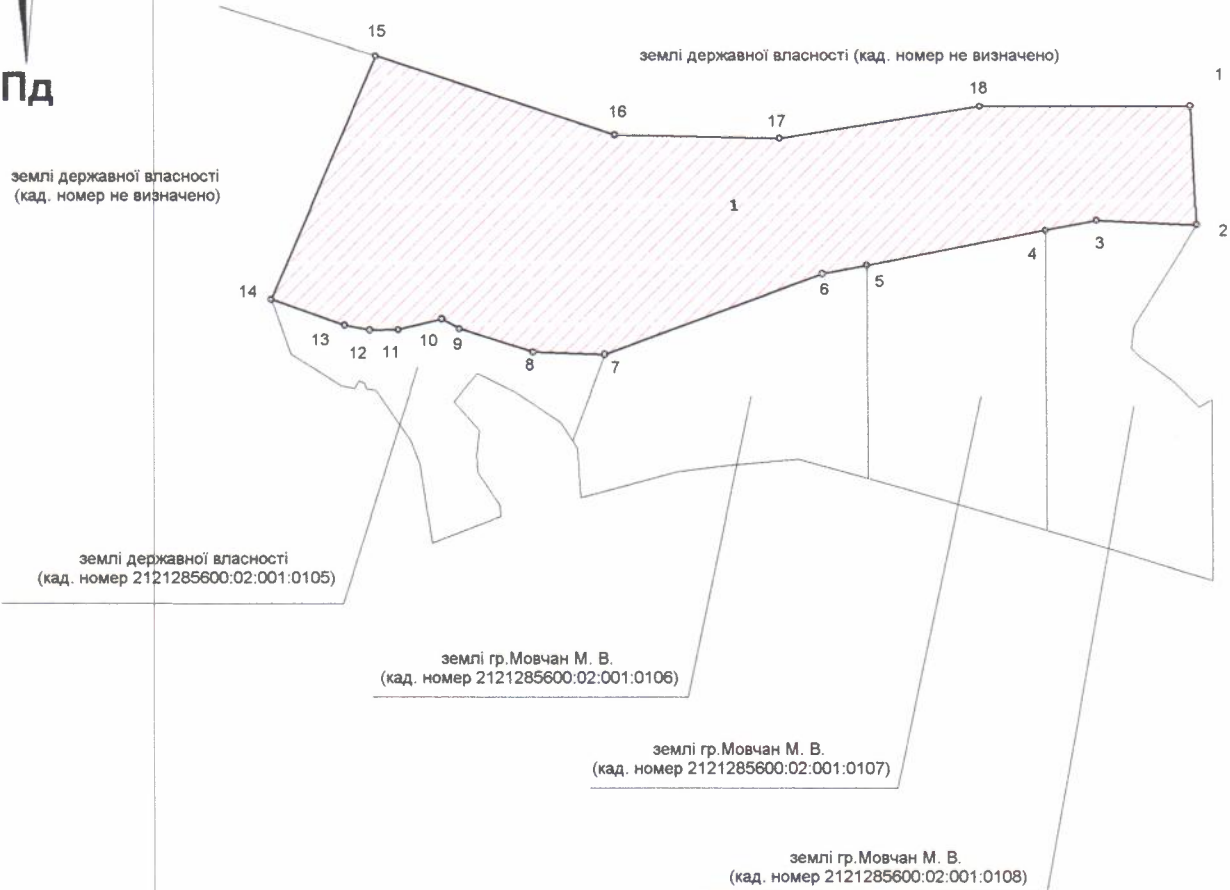 Пд
15
землі державної власності (кад. номер не визначено)
1
18
16
17
землі державної власності
(кад. номер не визначено)
1
2
3
4
5
6
14
13
12
11
10
9
8
7
землі державної власності
(кад. номер 2121285600:02:001:0105)
землі гр.Мовчан М. В.
(кад. номер 2121285600:02:001:0106)
землі гр.Мовчан М. В.
(кад. номер 2121285600:02:001:0107)
землі гр.Мовчан М. В.
(кад. номер 2121285600:02:001:0108)